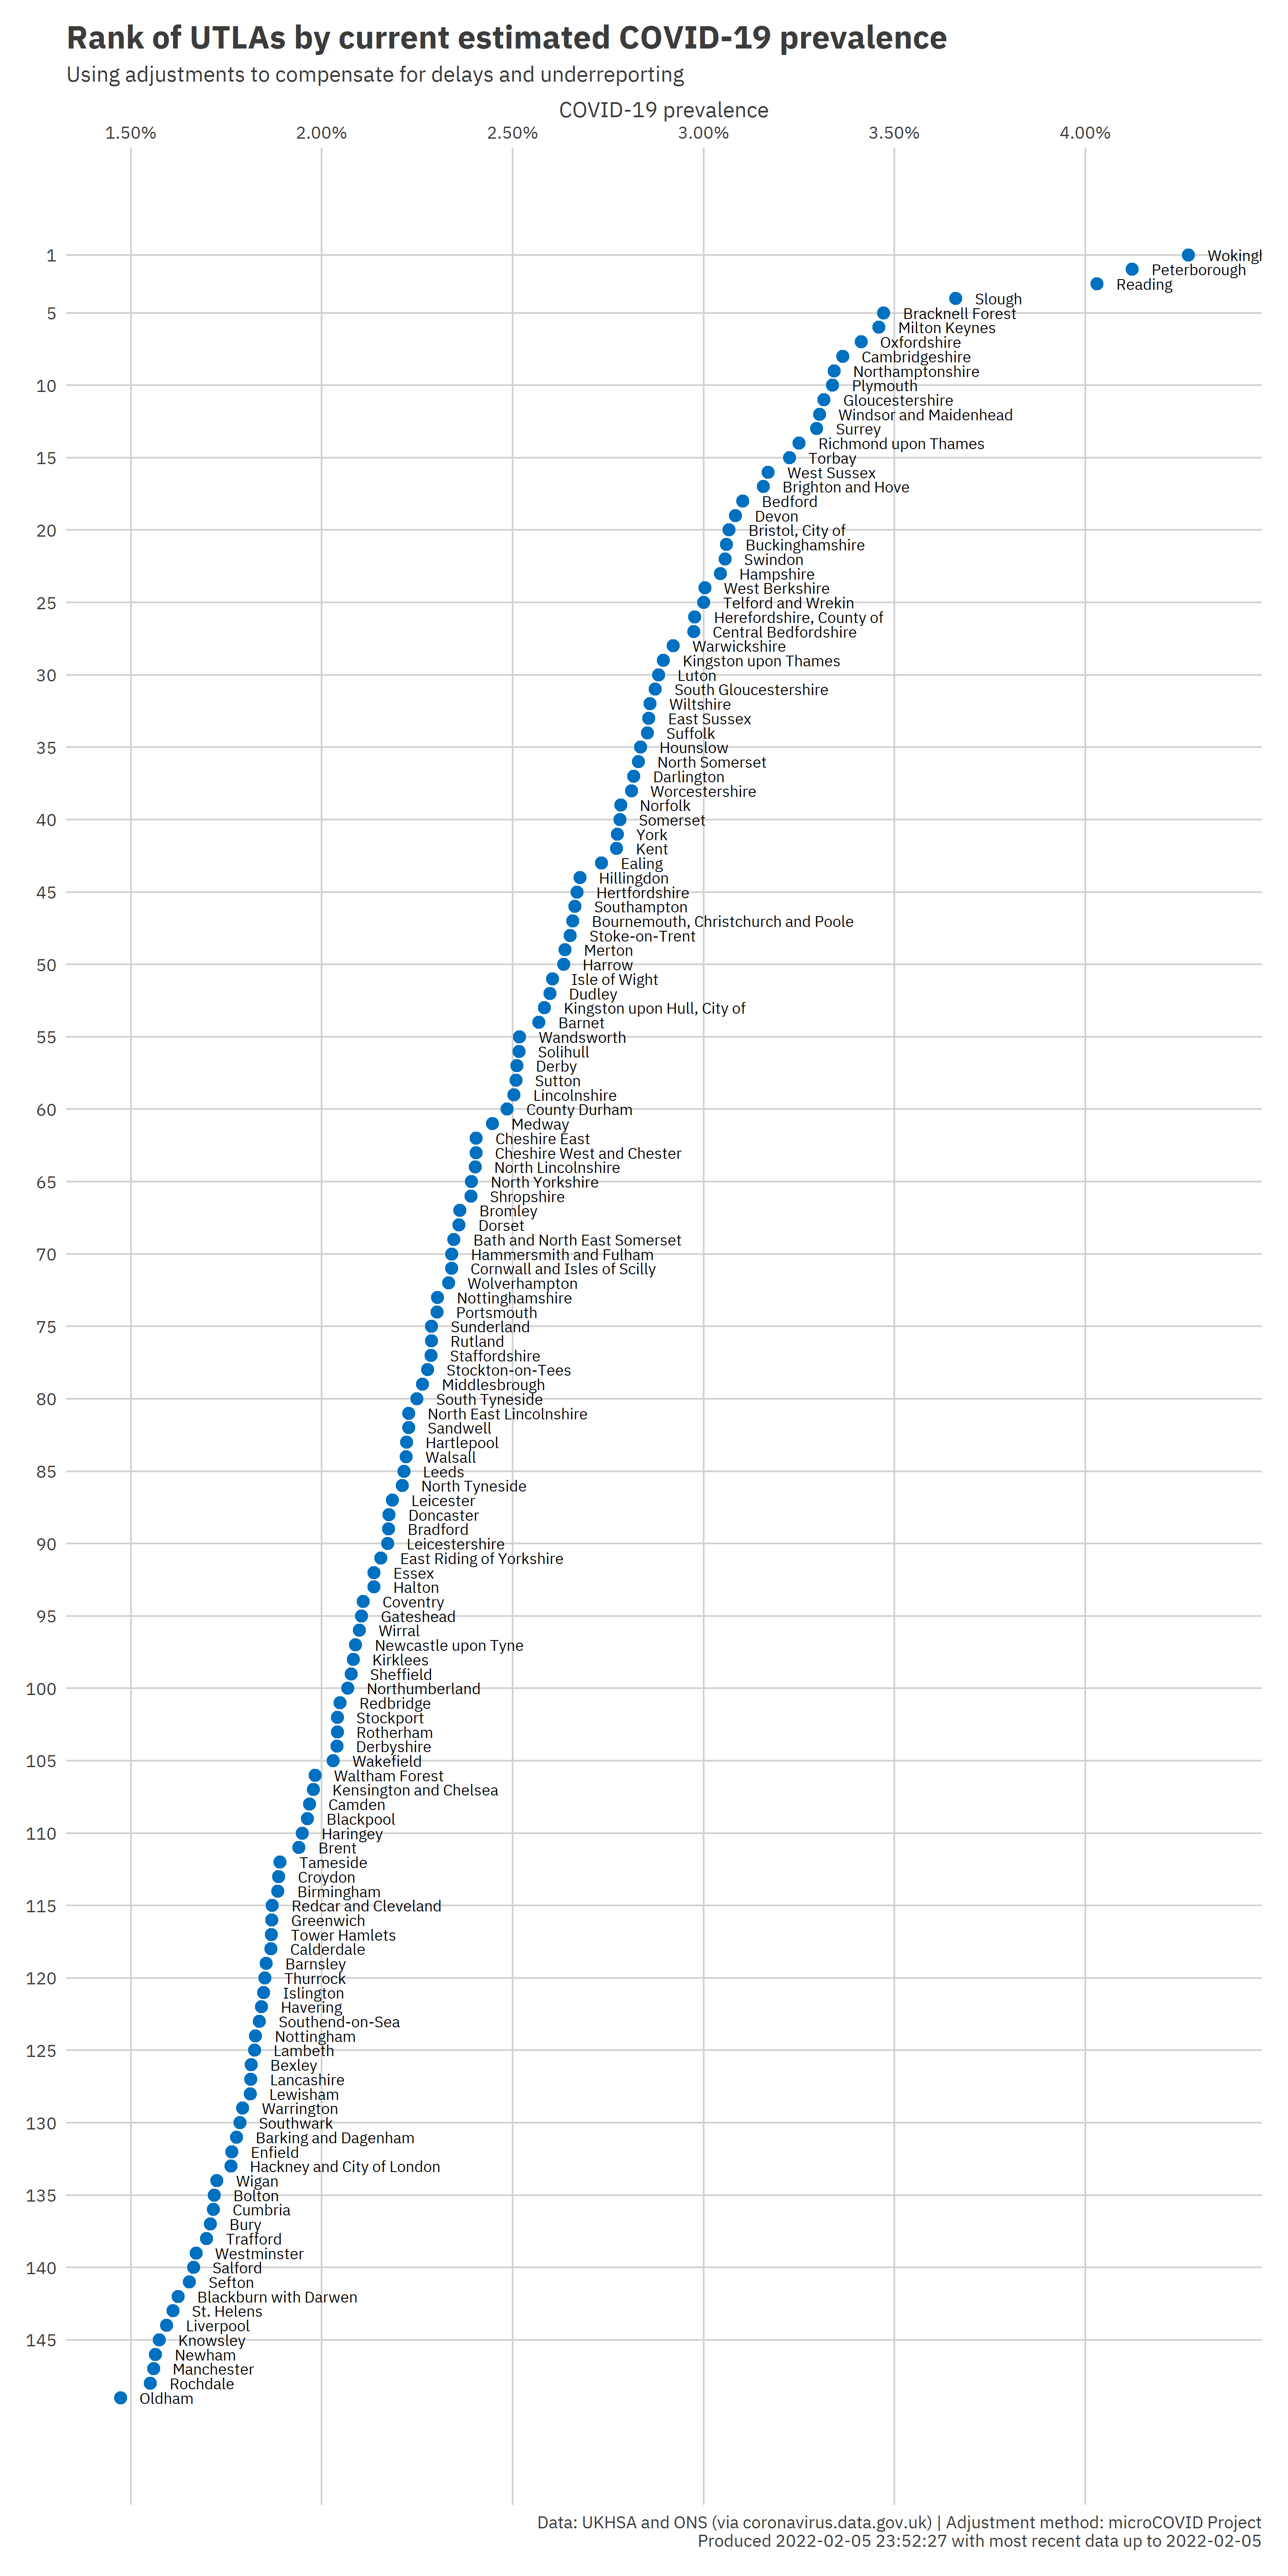 Rank of UTLAs by current estimated COVID-19 prevalence
Using adjustments to compensate for delays and underreporting
COVID-19 prevalence
1.50% 2.00% 2.50% 3.00% 3.50% 4.00%
1
Peterborough
Reading
Slough
5 Bracknell Forest
Milton Keynes
Oxfordshire
Cambridgeshire
Northamptonshire
10 Plymouth
Gloucestershire
Windsor and Maidenhead
Surrey
Richmond upon Thames
15 Torbay
West Sussex
Brighton and Hove
Bedford
Devon
20 Bristol, City of
Buckinghamshire
Swindon
Hampshire
West Berkshire
25 Telford and Wrekin
Herefordshire, County of
Central Bedfordshire
Warwickshire
Kingston upon Thames
30 Luton
South Gloucestershire
Wiltshire
East Sussex
Suffolk
35 Hounslow
North Somerset
Darlington
Worcestershire
Norfolk
40 Somerset
York
Kent
Ealing
Hillingdon
45 Hertfordshire
Southampton
Bournemouth, Christchurch and Poole
Stoke-on-Trent
Merton
50 Harrow
Isle of Wight
Dudley
Kingston upon Hull, City of
Barnet
55 Wandsworth
Solihull
Derby
Sutton
Lincolnshire
60 County Durham
Medway
Cheshire East
Cheshire West and Chester
North Lincolnshire
65 North Yorkshire
Shropshire
Bromley
Dorset
Bath and North East Somerset
70 Hammersmith and Fulham
Cornwall and Isles of Scilly
Wolverhampton
Nottinghamshire
Portsmouth
75 Sunderland
Rutland
Staffordshire
Stockton-on-Tees
Middlesbrough
80 South Tyneside
North East Lincolnshire
Sandwell
Hartlepool
Walsall
85 Leeds
North Tyneside
Leicester
Doncaster
Bradford
90 Leicestershire
East Riding of Yorkshire
Essex
Halton
Coventry
95 Gateshead
Wirral
Newcastle upon Tyne
Kirklees
Sheffield
100 Northumberland
Redbridge
Stockport
Rotherham
Derbyshire
105 Wakefield
Waltham Forest
Kensington and Chelsea
Camden
Blackpool
110 Haringey
Brent
Tameside
Croydon
Birmingham
115 Redcar and Cleveland
Greenwich
Tower Hamlets
Calderdale
Barnsley
120 Thurrock
Islington
Havering
Southend-on-Sea
Nottingham
125 Lambeth
Bexley
Lancashire
Lewisham
Warrington
130 Southwark
Barking and Dagenham
Enfield
Hackney and City of London
Wigan
135 Bolton
Cumbria
Bury
Trafford
Westminster
140 Salford
Sefton
Blackburn with Darwen
St. Helens
Liverpool
145 Knowsley
Newham
Manchester
Rochdale
Oldham
Data: UKHSA and ONS (via coronavirus.data.gov.uk) | Adjustment method: microCOVID Project
Produced 2022-02-05 23:52:27 with most recent data up to 2022-02-05